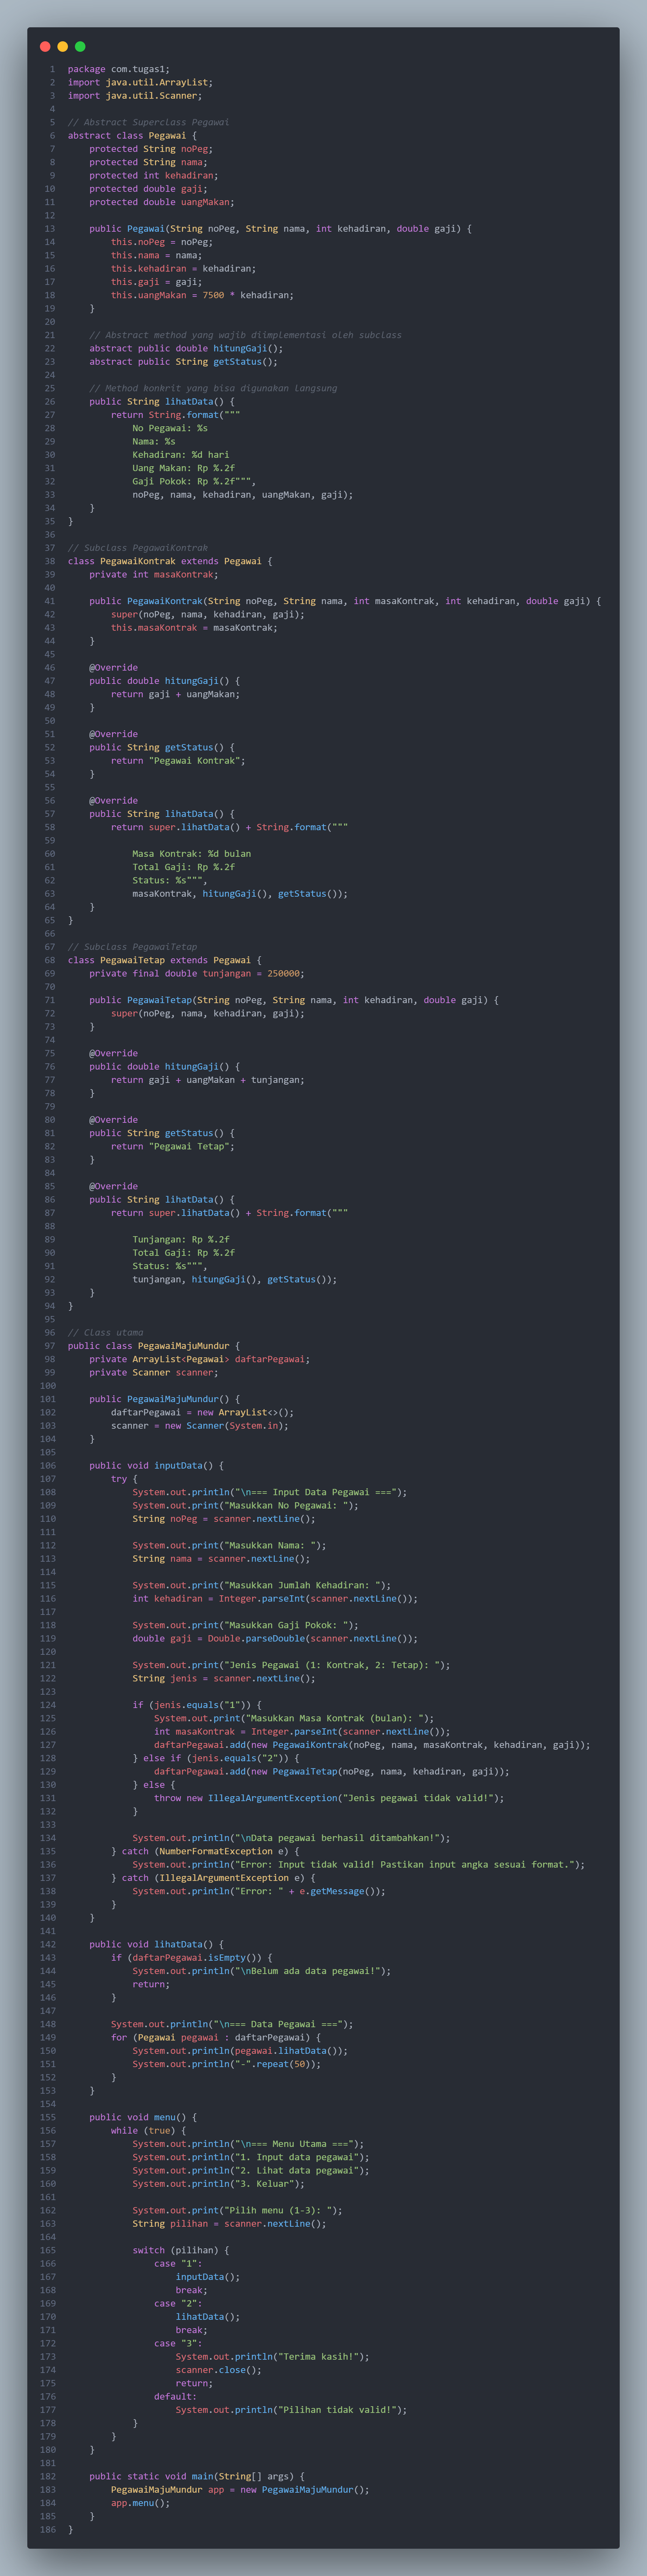 1 package com.tugas1;
2 import java.util.ArrayList;
3 import java.util.Scanner;
4
5 // Abstract Superclass Pegawai
6 abstract class Pegawai {
7     protected String noPeg;
8     protected String nama;
9     protected int kehadiran;
10     protected double gaji;
11     protected double uangMakan;
12
13     public Pegawai(String noPeg, String nama, int kehadiran, double gaji) {
14         this.noPeg = noPeg;
15         this.nama = nama;
16         this.kehadiran = kehadiran;
17         this.gaji = gaji;
18         this.uangMakan = 7500 * kehadiran;
19     }
20
21     // Abstract method yang wajib diimplementasi oleh subclass
22     abstract public double hitungGaji();
23     abstract public String getStatus();
24
25     // Method konkrit yang bisa digunakan langsung
26     public String lihatData() {
27         return String.format("""
28             No Pegawai: %s
29             Nama: %s
30             Kehadiran: %d hari
31             Uang Makan: Rp %.2f
32             Gaji Pokok: Rp %.2f""",
33             noPeg, nama, kehadiran, uangMakan, gaji);
34     }
35 }
36
37 // Subclass PegawaiKontrak
38 class PegawaiKontrak extends Pegawai {
39     private int masaKontrak;
40
41     public PegawaiKontrak(String noPeg, String nama, int masaKontrak, int kehadiran, double gaji) {
42         super(noPeg, nama, kehadiran, gaji);
43         this.masaKontrak = masaKontrak;
44     }
45
46     @Override
47     public double hitungGaji() {
48         return gaji + uangMakan;
49     }
50
51     @Override
52     public String getStatus() {
53         return "Pegawai Kontrak";
54     }
55
56     @Override
57     public String lihatData() {
58         return super.lihatData() + String.format("""
59
60             Masa Kontrak: %d bulan
61             Total Gaji: Rp %.2f
62             Status: %s""",
63             masaKontrak, hitungGaji(), getStatus());
64     }
65 }
66
67 // Subclass PegawaiTetap
68 class PegawaiTetap extends Pegawai {
69     private final double tunjangan = 250000;
70
71     public PegawaiTetap(String noPeg, String nama, int kehadiran, double gaji) {
72         super(noPeg, nama, kehadiran, gaji);
73     }
74
75     @Override
76     public double hitungGaji() {
77         return gaji + uangMakan + tunjangan;
78     }
79
80     @Override
81     public String getStatus() {
82         return "Pegawai Tetap";
83     }
84
85     @Override
86     public String lihatData() {
87         return super.lihatData() + String.format("""
88
89             Tunjangan: Rp %.2f
90             Total Gaji: Rp %.2f
91             Status: %s""",
92             tunjangan, hitungGaji(), getStatus());
93     }
94 }
95
96 // Class utama
97 public class PegawaiMajuMundur {
98     private ArrayList<Pegawai> daftarPegawai;
99     private Scanner scanner;
100
101     public PegawaiMajuMundur() {
102         daftarPegawai = new ArrayList<>();
103         scanner = new Scanner(System.in);
104     }
105
106     public void inputData() {
107         try {
108             System.out.println("\n=== Input Data Pegawai ===");
109             System.out.print("Masukkan No Pegawai: ");
110             String noPeg = scanner.nextLine();
111
112             System.out.print("Masukkan Nama: ");
113             String nama = scanner.nextLine();
114
115             System.out.print("Masukkan Jumlah Kehadiran: ");
116             int kehadiran = Integer.parseInt(scanner.nextLine());
117
118             System.out.print("Masukkan Gaji Pokok: ");
119             double gaji = Double.parseDouble(scanner.nextLine());
120
121             System.out.print("Jenis Pegawai (1: Kontrak, 2: Tetap): ");
122             String jenis = scanner.nextLine();
123
124             if (jenis.equals("1")) {
125                 System.out.print("Masukkan Masa Kontrak (bulan): ");
126                 int masaKontrak = Integer.parseInt(scanner.nextLine());
127                 daftarPegawai.add(new PegawaiKontrak(noPeg, nama, masaKontrak, kehadiran, gaji));
128             } else if (jenis.equals("2")) {
129                 daftarPegawai.add(new PegawaiTetap(noPeg, nama, kehadiran, gaji));
130             } else {
131                 throw new IllegalArgumentException("Jenis pegawai tidak valid!");
132             }
133
134             System.out.println("\nData pegawai berhasil ditambahkan!");
135         } catch (NumberFormatException e) {
136             System.out.println("Error: Input tidak valid! Pastikan input angka sesuai format.");
137         } catch (IllegalArgumentException e) {
138             System.out.println("Error: " + e.getMessage());
139         }
140     }
141
142     public void lihatData() {
143         if (daftarPegawai.isEmpty()) {
144             System.out.println("\nBelum ada data pegawai!");
145             return;
146         }
147
148         System.out.println("\n=== Data Pegawai ===");
149         for (Pegawai pegawai : daftarPegawai) {
150             System.out.println(pegawai.lihatData());
151             System.out.println("-".repeat(50));
152         }
153     }
154
155     public void menu() {
156         while (true) {
157             System.out.println("\n=== Menu Utama ===");
158             System.out.println("1. Input data pegawai");
159             System.out.println("2. Lihat data pegawai");
160             System.out.println("3. Keluar");
161
162             System.out.print("Pilih menu (1-3): ");
163             String pilihan = scanner.nextLine();
164
165             switch (pilihan) {
166                 case "1":
167                     inputData();
168                     break;
169                 case "2":
170                     lihatData();
171                     break;
172                 case "3":
173                     System.out.println("Terima kasih!");
174                     scanner.close();
175                     return;
176                 default:
177                     System.out.println("Pilihan tidak valid!");
178             }
179         }
180     }
181
182     public static void main(String[] args) {
183         PegawaiMajuMundur app = new PegawaiMajuMundur();
184         app.menu();
185     }
186 }